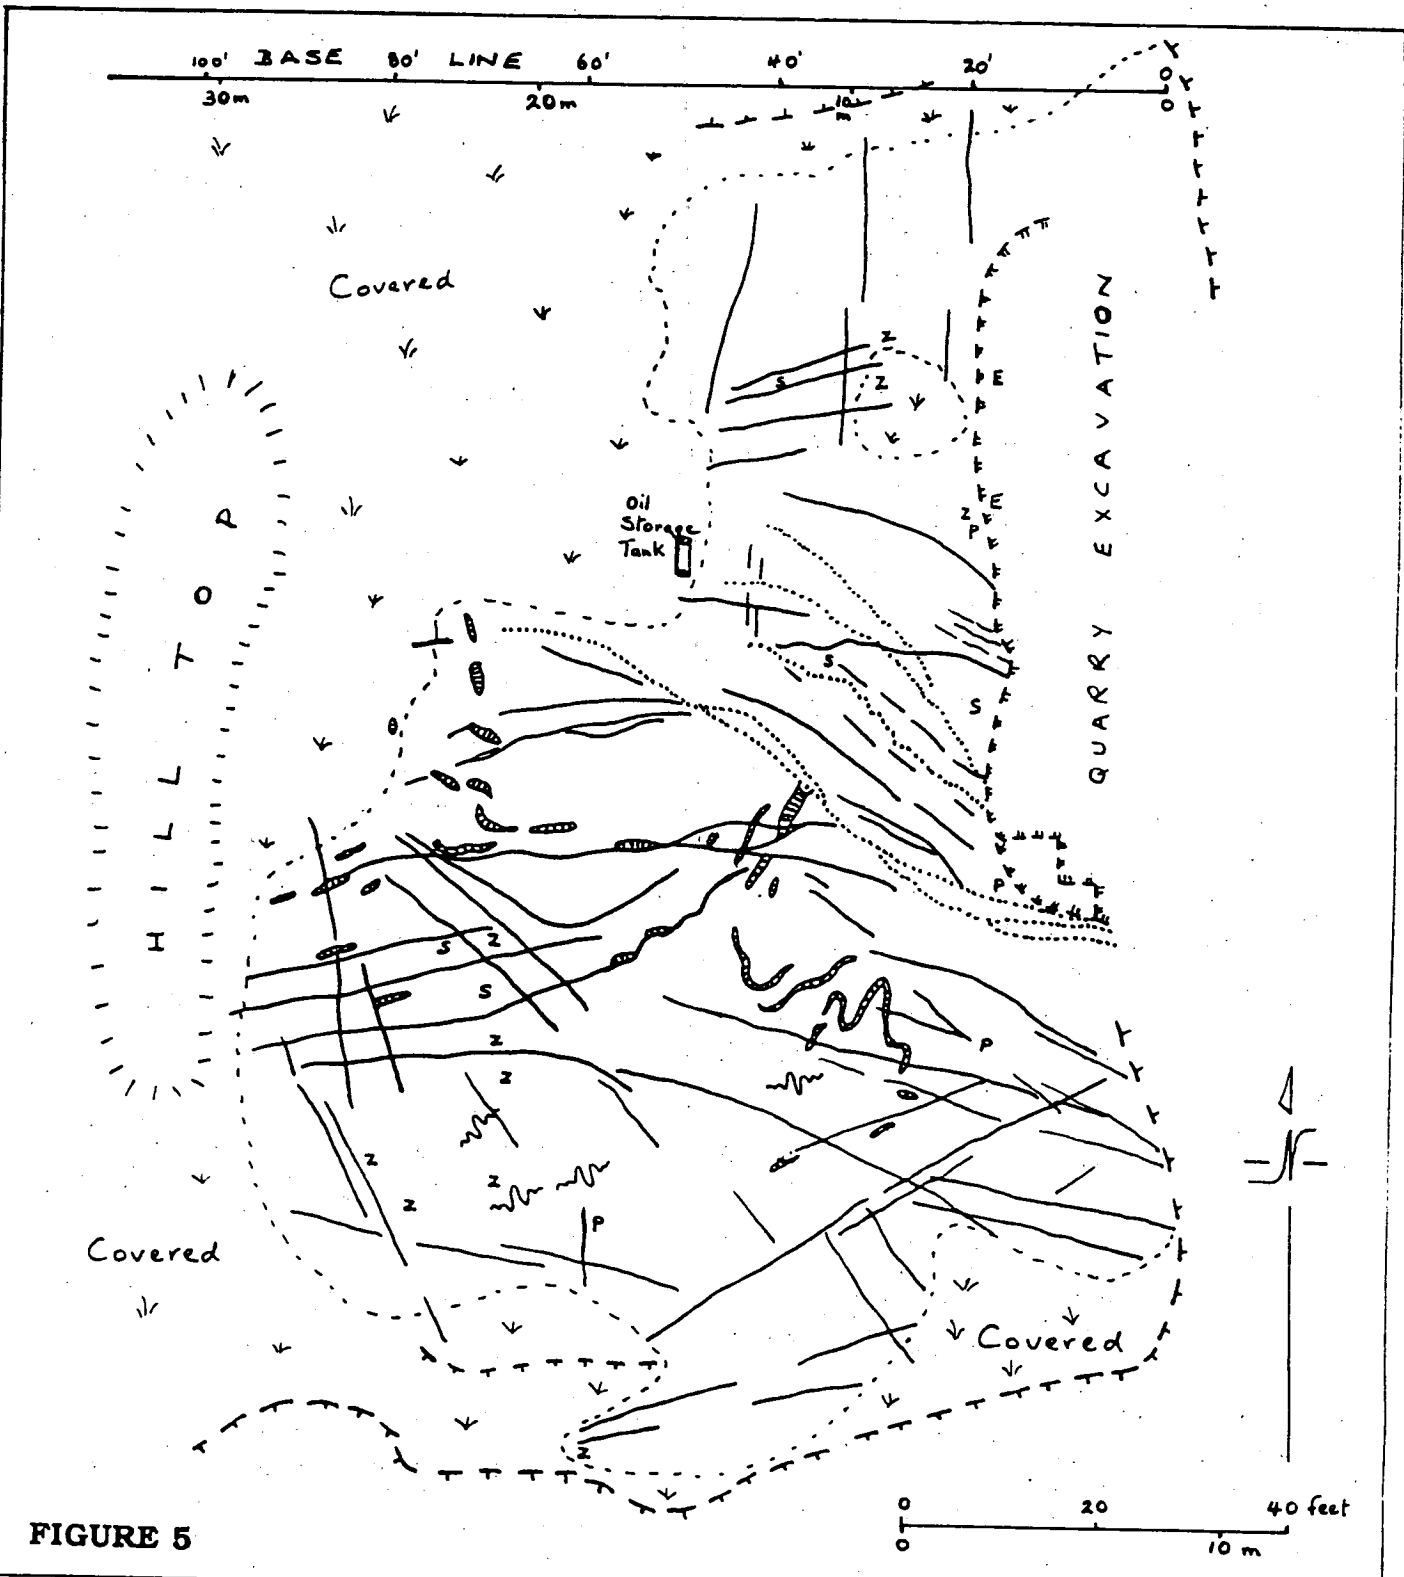 100' BASE 80' LINE 60' 40' 20' 0
30m 20m 10 m 0
Covered
Z
S Z E
QUARRY EXCAVATION
HILLTOP
Oil
Storage
Tank
E
Z
P
S
S
P E
S Z
S
Z
Z
P
Z
Z
Z
P
N
Covered
Covered
Z
0 20 40 feet
0 10 m
FIGURE 5